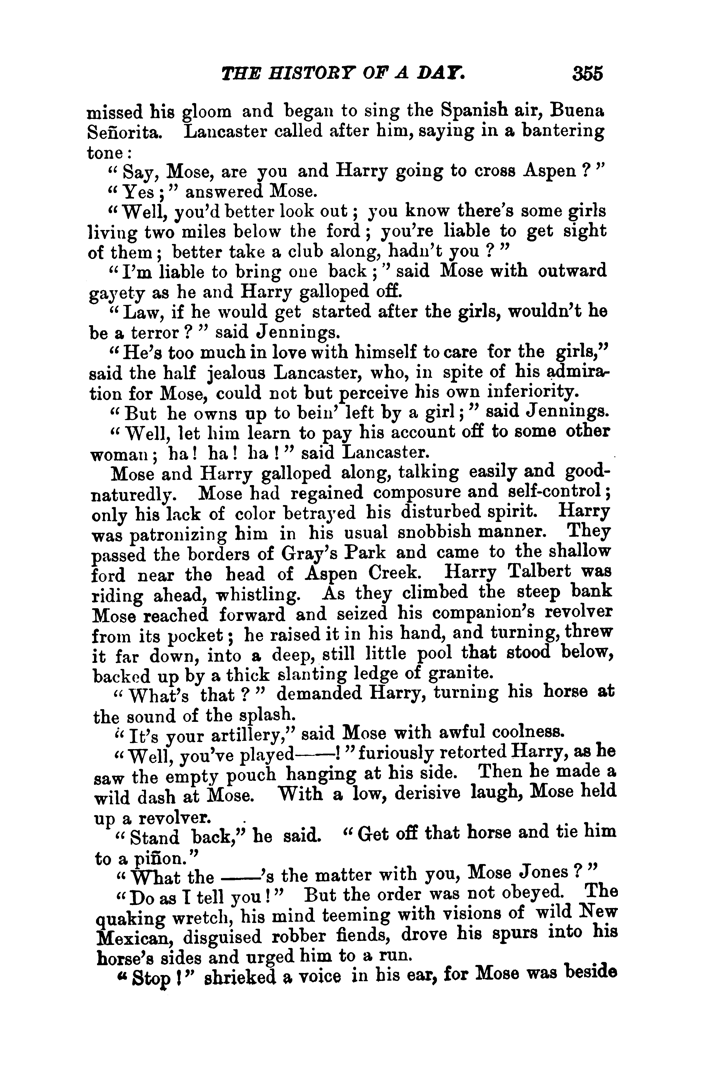 THE HISTORY OF A DAY. 355
missed his gloom and began to sing the Spanish air, Buena
Señorita. Lancaster called after him, saying in a bantering
tone:
"Say, Mose, are you and Harry going to cross Aspen?"
"Yes;" answered Mose.
"Well, you'd better look out; you know there's some girls
living two miles below the ford; you're liable to get sight
of them; better take a club along, hadn't you?"
"I'm liable to bring one back;" said Mose with outward
gayety as he and Harry galloped off.
"Law, if he would get started after the girls, wouldn't he
be a terror?" said Jennings.
"He's too much in love with himself to care for the girls,"
said the half jealous Lancaster, who, in spite of his admira-
tion for Mose, could not but perceive his own inferiority.
"But he owns up to bein' left by a girl;" said Jennings.
"Well, let him learn to pay his account off to some other
woman; ha! ha! ha!" said Lancaster.
Mose and Harry galloped along, talking easily and good-
naturedly. Mose had regained composure and self-control;
only his lack of color betrayed his disturbed spirit. Harry
was patronizing him in his usual snobbish manner. They
passed the borders of Gray's Park and came to the shallow
ford near the head of Aspen Creek. Harry Talbert was
riding ahead, whistling. As they climbed the steep bank
Mose reached forward and seized his companion's revolver
from its pocket; he raised it in his hand, and turning, threw
it far down, into a deep, still little pool that stood below,
backed up by a thick slanting ledge of granite.
"What's that?" demanded Harry, turning his horse at
the sound of the splash.
"It's your artillery," said Mose with awful coolness.
"Well, you've played——!" furiously retorted Harry, as he
saw the empty pouch hanging at his side. Then he made a
wild dash at Mose. With a low, derisive laugh, Mose held
up a revolver.
"Stand back," he said. "Get off that horse and tie him
to a piñon."
"What the ——'s the matter with you, Mose Jones?"
"Do as I tell you!" But the order was not obeyed. The
quaking wretch, his mind teeming with visions of wild New
Mexican, disguised robber fiends, drove his spurs into his
horse's sides and urged him to a run.
"Stop!" shrieked a voice in his ear, for Mose was beside